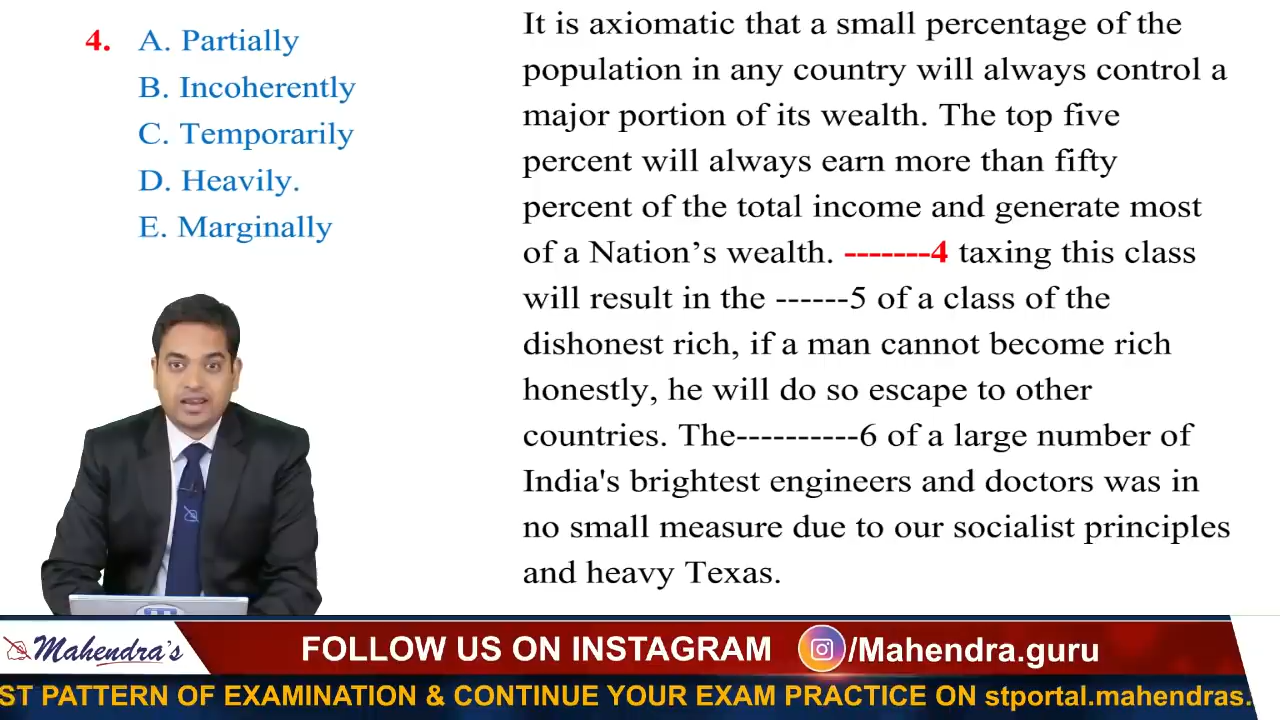 4. A. Partially
B. Incoherently
C. Temporarily
D. Heavily.
E. Marginally
It is axiomatic that a small percentage of the
population in any country will always control a
major portion of its wealth. The top five
percent will always earn more than fifty
percent of the total income and generate most
of a Nation’s wealth. -------4 taxing this class
will result in the ------5 of a class of the
dishonest rich, if a man cannot become rich
honestly, he will do so escape to other
countries. The----------6 of a large number of
India's brightest engineers and doctors was in
no small measure due to our socialist principles
and heavy Texas.
Mahendra's
FOLLOW US ON INSTAGRAM /Mahendra.guru
ST PATTERN OF EXAMINATION & CONTINUE YOUR EXAM PRACTICE ON stportal.mahendras.